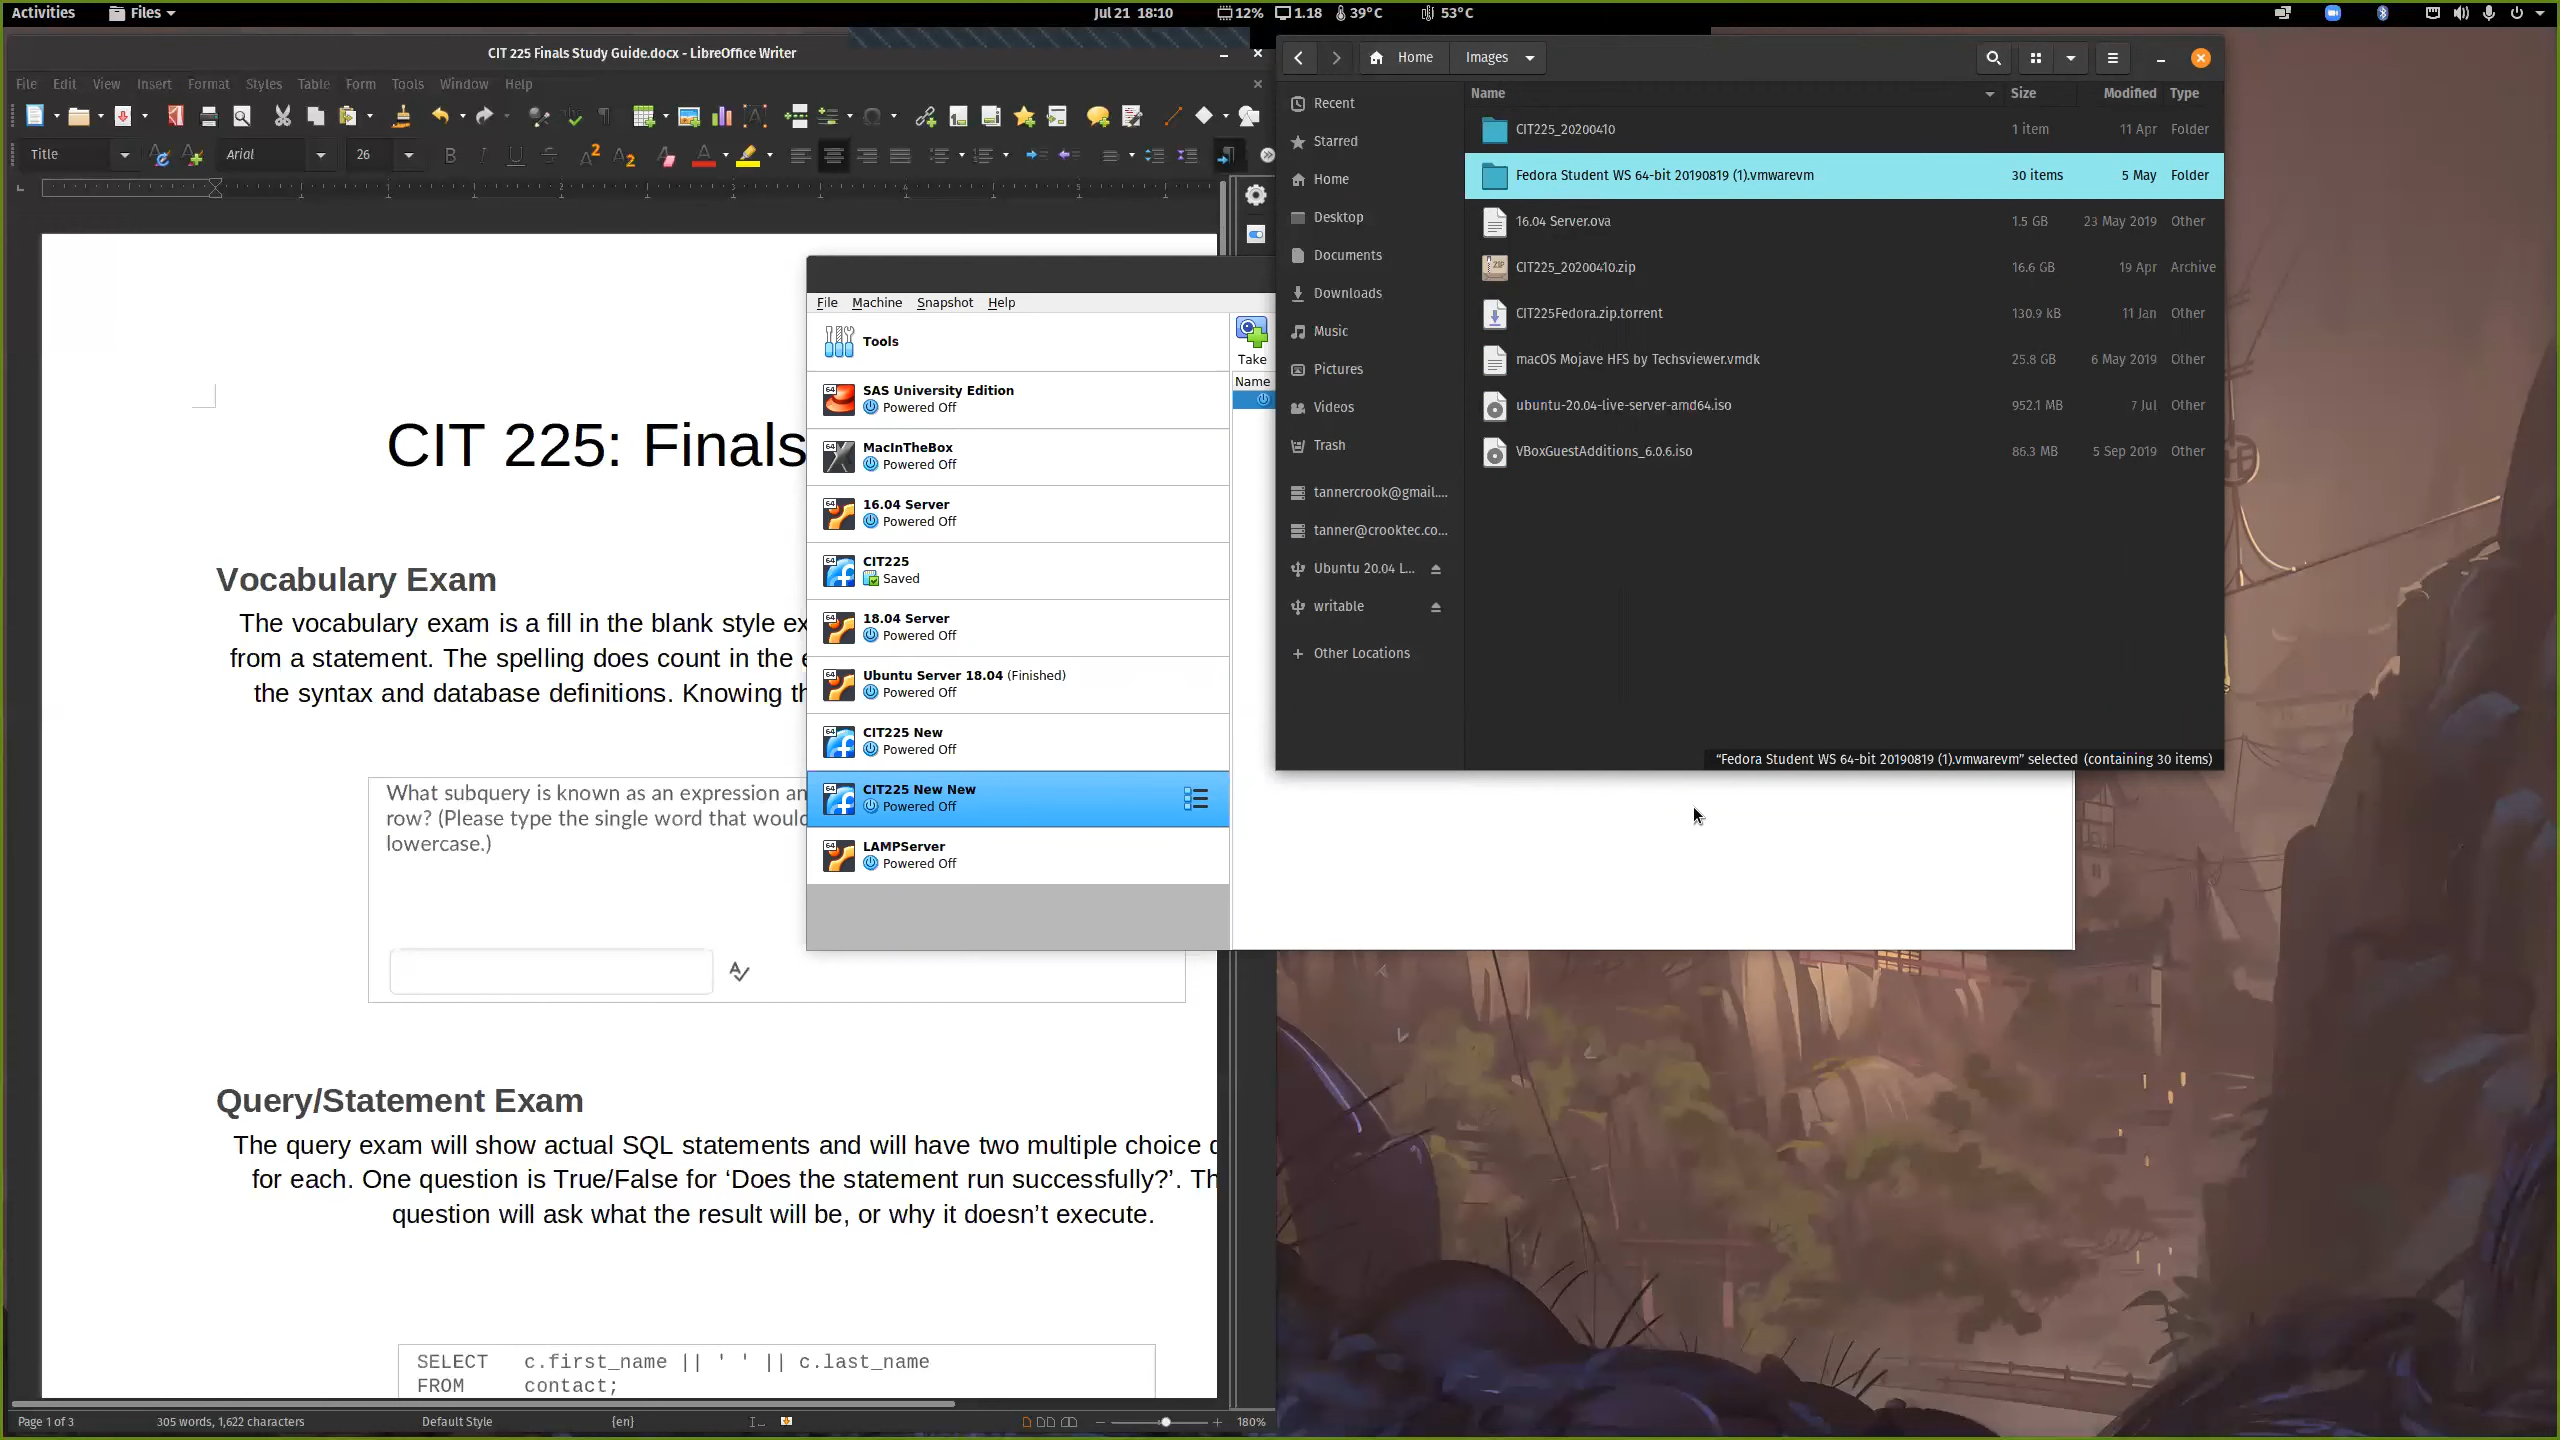 Activities
Files
Jul 21 18:10
12%
1.18
39°C
53°C
CIT 225 Finals Study Guide.docx - LibreOffice Writer
File Edit View Insert Format Styles Table Form Tools Window Help
Title
Arial
26
1
1
2
3
4
5
CIT 225: Finals
Vocabulary Exam
The vocabulary exam is a fill in the blank style ex
from a statement. The spelling does count in the e
the syntax and database definitions. Knowing th
What subquery is known as an expression an
row? (Please type the single word that would
lowercase.)
Query/Statement Exam
The query exam will show actual SQL statements and will have two multiple choice
for each. One question is True/False for ‘Does the statement run successfully?’. Th
question will ask what the result will be, or why it doesn’t execute.
SELECT c.first_name || ' ' || c.last_name
FROM contact;
Page 1 of 3
305 words, 1,622 characters
Default Style
{en}
180%
File Machine Snapshot Help
Tools
SAS University Edition
Powered Off
MacInTheBox
Powered Off
16.04 Server
Powered Off
CIT225
Saved
18.04 Server
Powered Off
Ubuntu Server 18.04 (Finished)
Powered Off
CIT225 New
Powered Off
CIT225 New New
Powered Off
LAMPServer
Powered Off
Take
Name
Home
Images
Recent
Starred
Home
Desktop
Documents
Downloads
Music
Pictures
Videos
Trash
tannercrook@gmail....
tanner@crooktec.co...
Ubuntu 20.04 L...
writable
Other Locations
Name Size Modified Type
CIT225_20200410 1 item 11 Apr Folder
Fedora Student WS 64-bit 20190819 (1).vmwarevm 30 items 5 May Folder
16.04 Server.ova 1.5 GB 23 May 2019 Other
CIT225_20200410.zip 16.6 GB 19 Apr Archive
CIT225Fedora.zip.torrent 130.9 kB 11 Jan Other
macOS Mojave HFS by Techsviewer.vmdk 25.8 GB 6 May 2019 Other
ubuntu-20.04-live-server-amd64.iso 952.1 MB 7 Jul Other
VBoxGuestAdditions_6.0.6.iso 86.3 MB 5 Sep 2019 Other
“Fedora Student WS 64-bit 20190819 (1).vmwarevm” selected (containing 30 items)